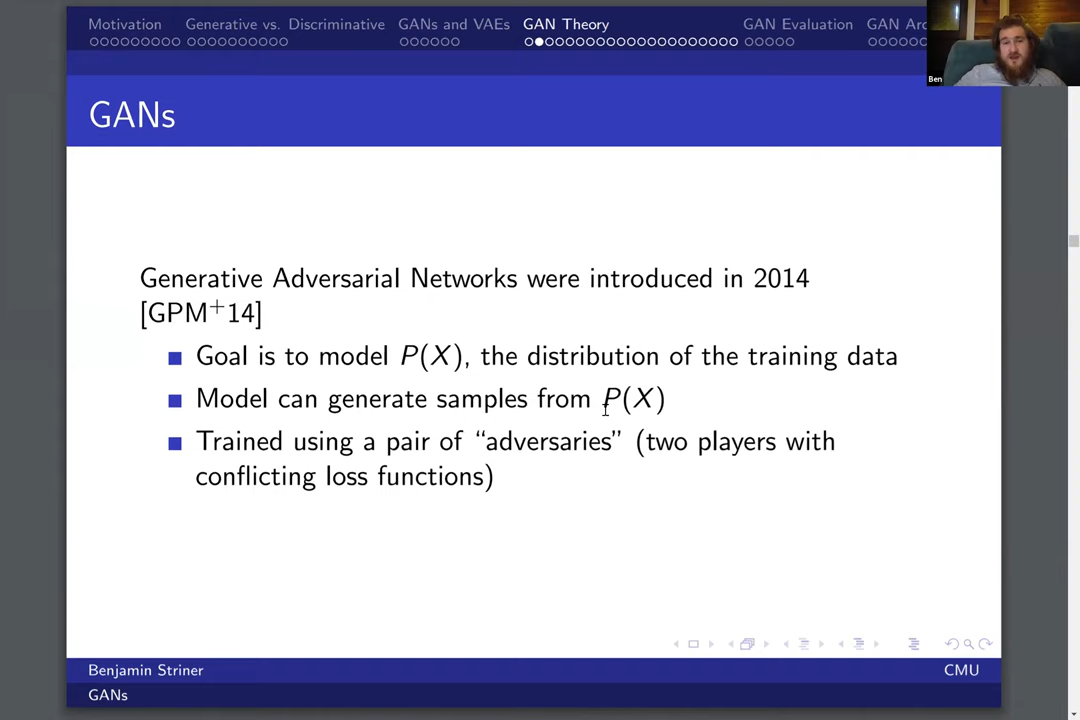 Motivation Generative vs. Discriminative GANs and VAEs GAN Theory GAN Evaluation GAN Arc
Ben
GANs
Generative Adversarial Networks were introduced in 2014
[GPM+14]
Goal is to model P(X), the distribution of the training data
Model can generate samples from P(X)
Trained using a pair of “adversaries” (two players with
conflicting loss functions)
Benjamin Striner CMU
GANs